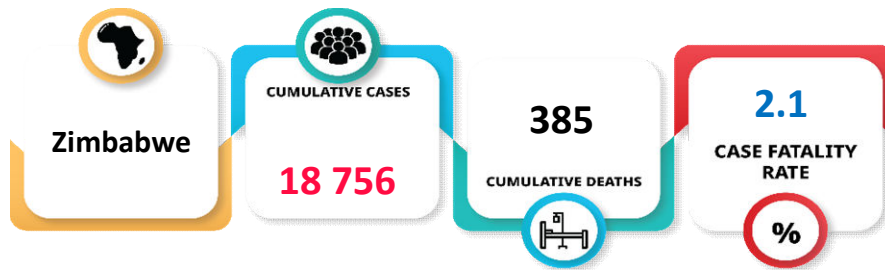 Zimbabwe
CUMULATIVE CASES
18 756
385
CUMULATIVE DEATHS
2.1
CASE FATALITY
RATE
%